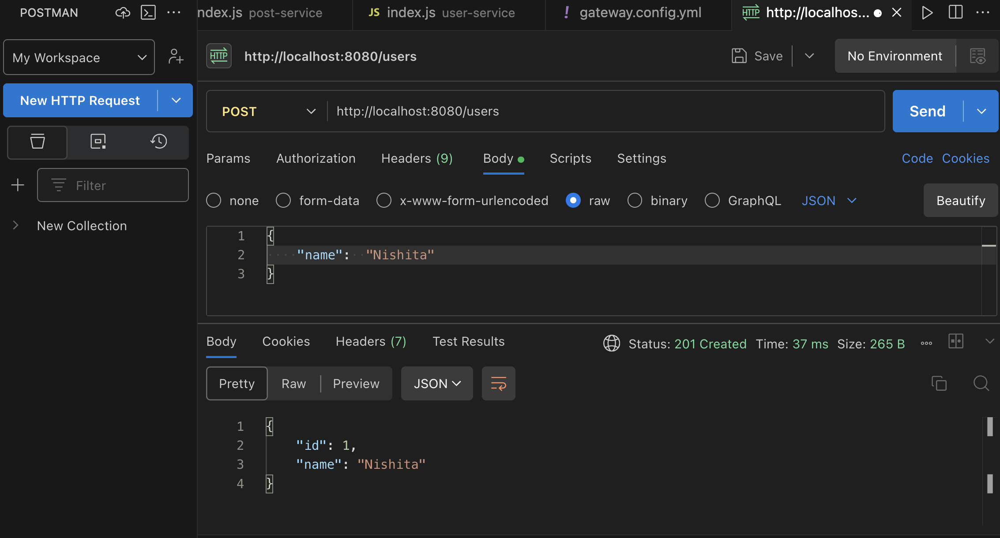 POSTMAN
ndex.js post-service
JS index.js user-service
! gateway.config.yml
HTTP http://localhos...
My Workspace
HTTP http://localhost:8080/users
Save
No Environment
New HTTP Request
POST http://localhost:8080/users
Send
Params Authorization Headers (9) Body Scripts Settings
Code Cookies
Filter
none form-data x-www-form-urlencoded raw binary GraphQL JSON
Beautify
New Collection
1 {
2 "name": "Nishita"
3 }
Body Cookies Headers (7) Test Results
Status: 201 Created Time: 37 ms Size: 265 B
Pretty Raw Preview JSON
1 {
2 "id": 1,
3 "name": "Nishita"
4 }